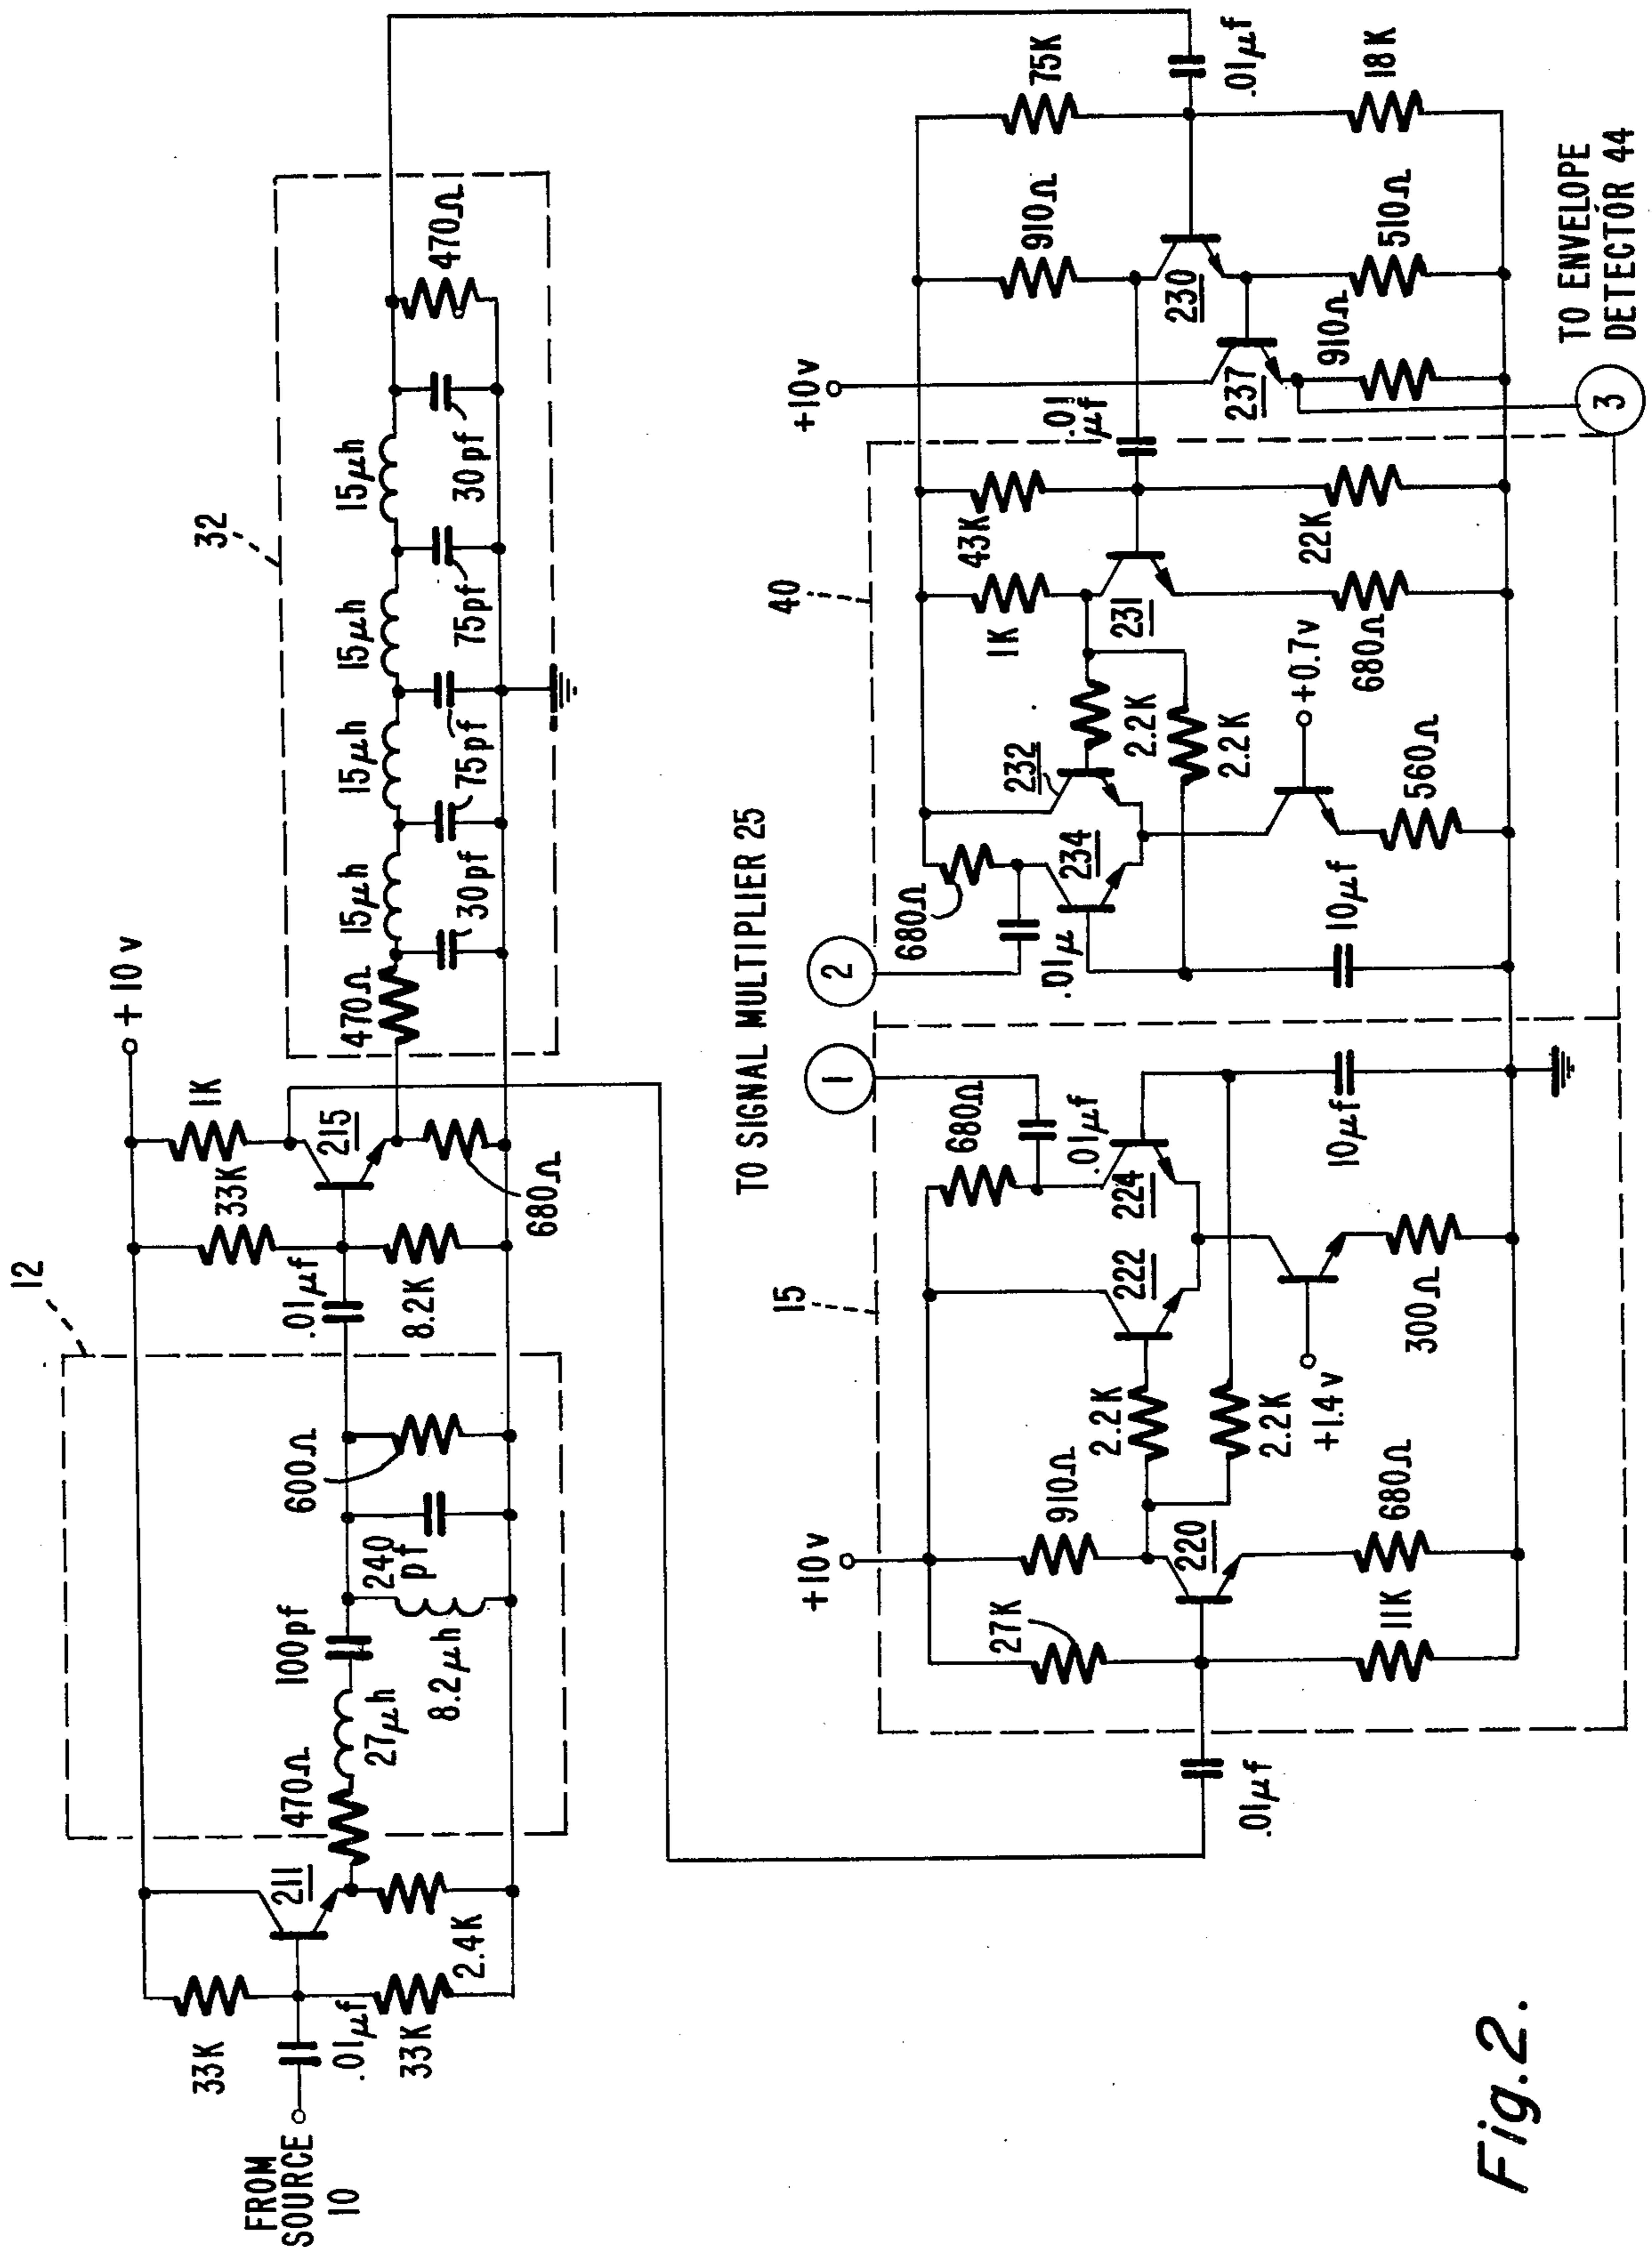 FROM
SOURCE
10
33K
.01μf
33K
2.4K
211
470Ω
27μh
100pf
8.2μh
240
pf
600Ω
12
.01μf
8.2K
33K
1K
215
680Ω
+10v
32
470Ω
15μh
15μh
15μh
15μh
30pf
75pf
75pf
75pf
30pf
470Ω
TO SIGNAL MULTIPLIER 25
1
2
15
40
.01μf
+10v
27K
11K
910Ω
220
680Ω
2.2K
2.2K
222
224
+1.4v
300Ω
680Ω
.01μf
10μf
680Ω
.01μ
10μf
234
232
2.2K
2.2K
+0.7v
560Ω
1K
231
680Ω
43K
22K
.01
μf
+10v
237
910Ω
910Ω
230
510Ω
75K
18K
.01μf
3
TO ENVELOPE
DETECTOR 44
Fig.2.